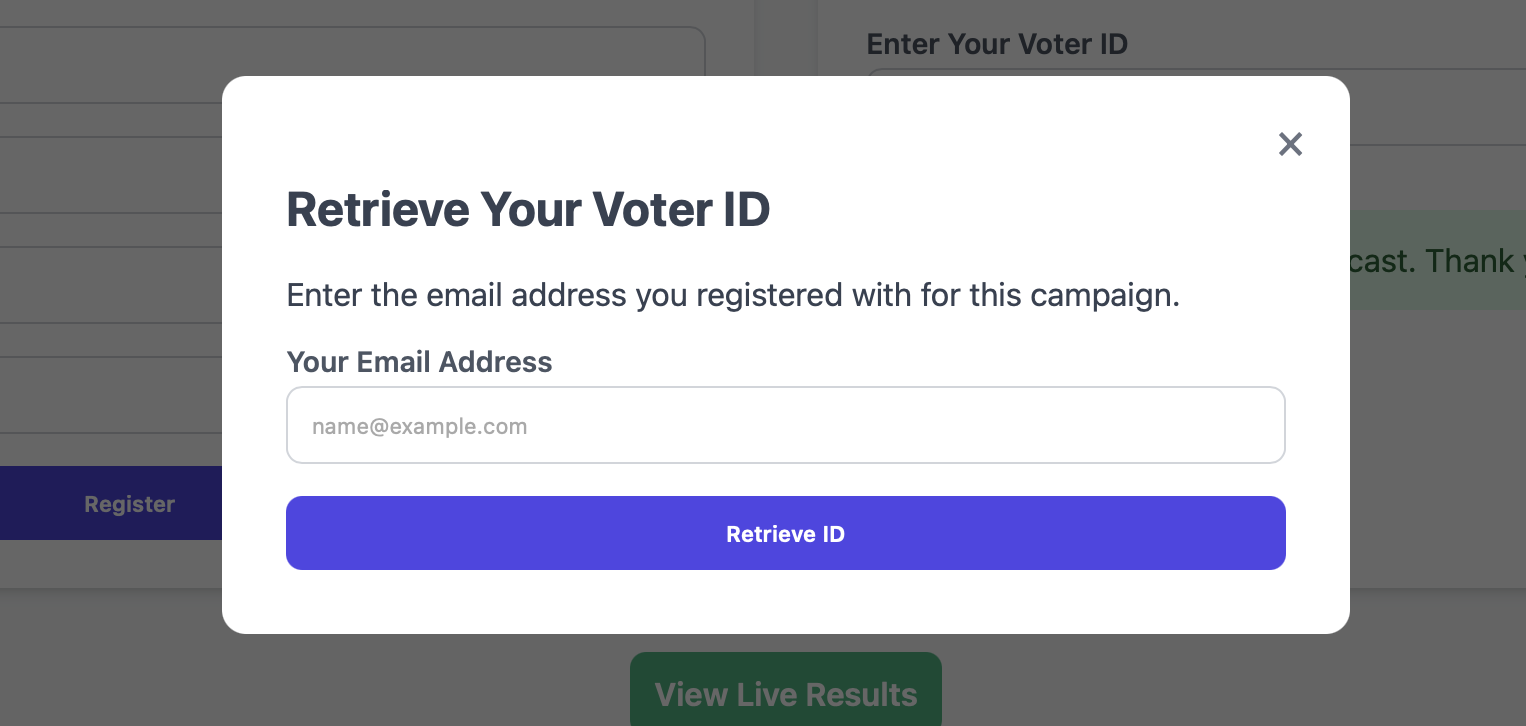 Enter Your Voter ID
Retrieve Your Voter ID
Enter the email address you registered with for this campaign.
cast. Thank
Your Email Address
name@example.com
Register
Retrieve ID
View Live Results